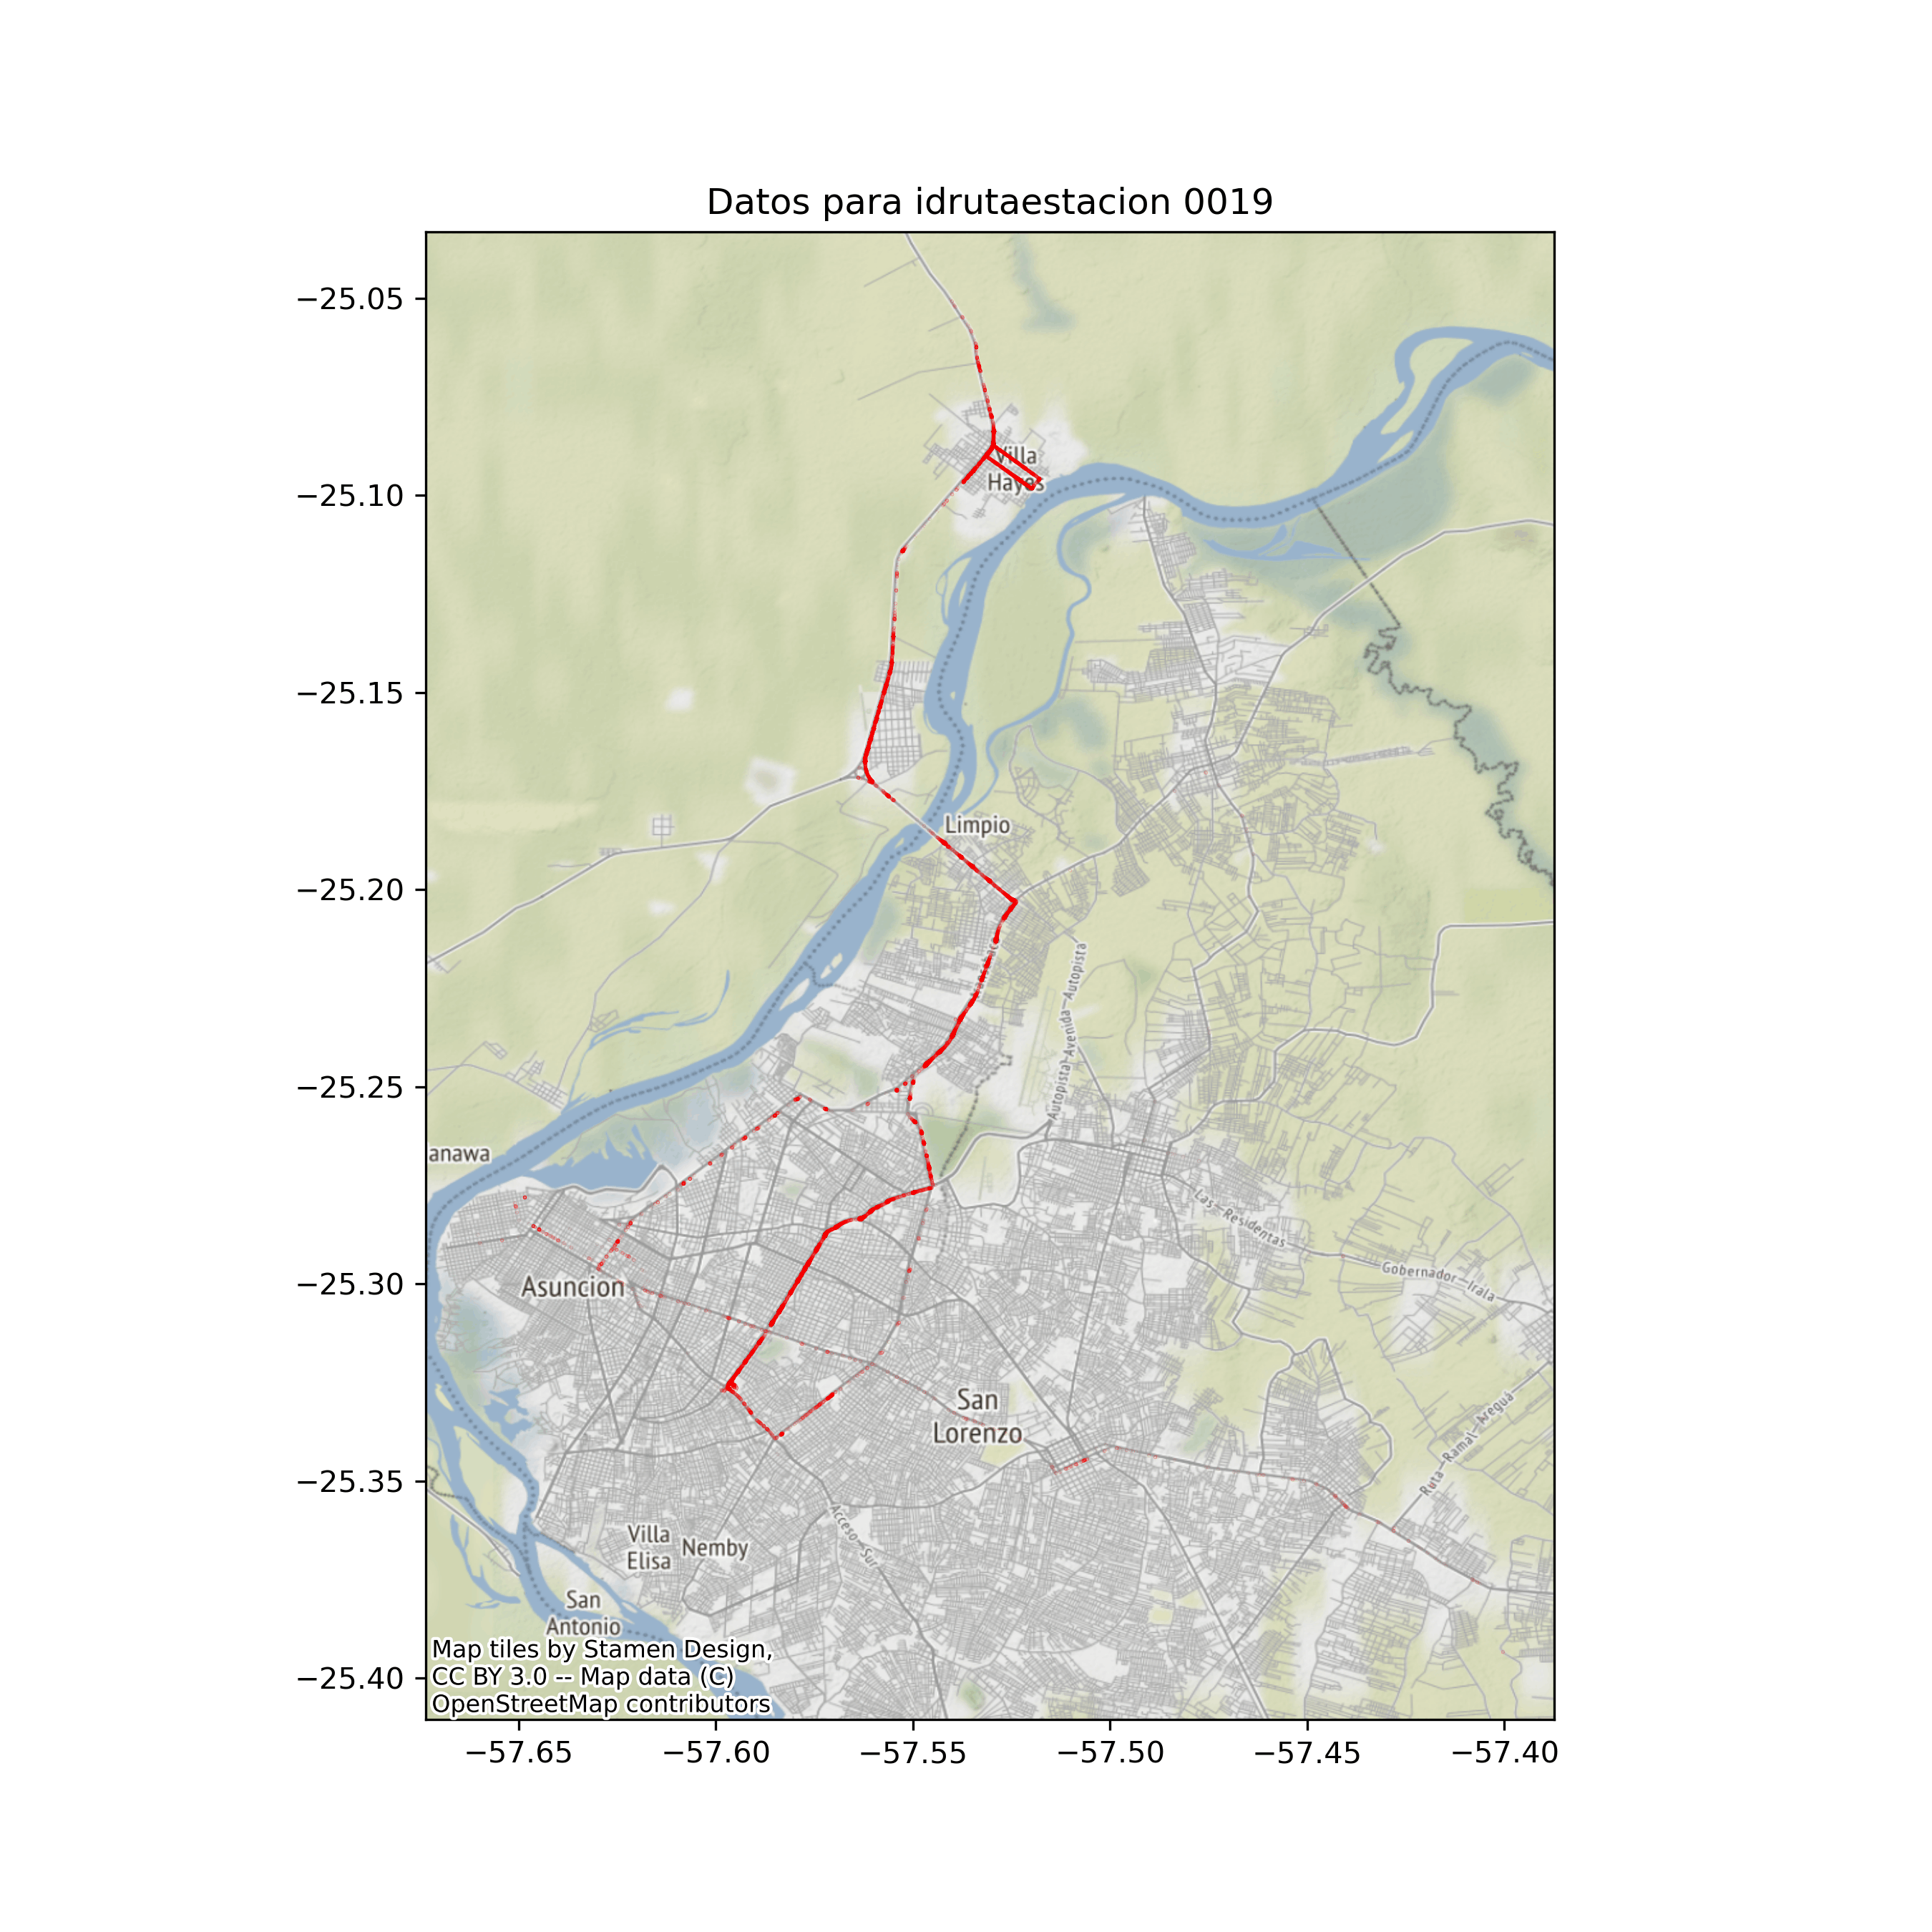 Datos para idrutaestacion 0019
−25.05
−25.10
−25.15
−25.20
−25.25
−25.30
−25.35
−25.40
Villa
Hayes
Limpio
Autopista
Autopista Avenida
anawa
Las Residentas
Gobernador Irala
Asuncion
San
Lorenzo
Ruta Ramal Areguá
Acceso Sur
Villa
Elisa
Nemby
San
Antonio
Map tiles by Stamen Design,
CC BY 3.0 -- Map data (C)
OpenStreetMap contributors
−57.65
−57.60
−57.55
−57.50
−57.45
−57.40